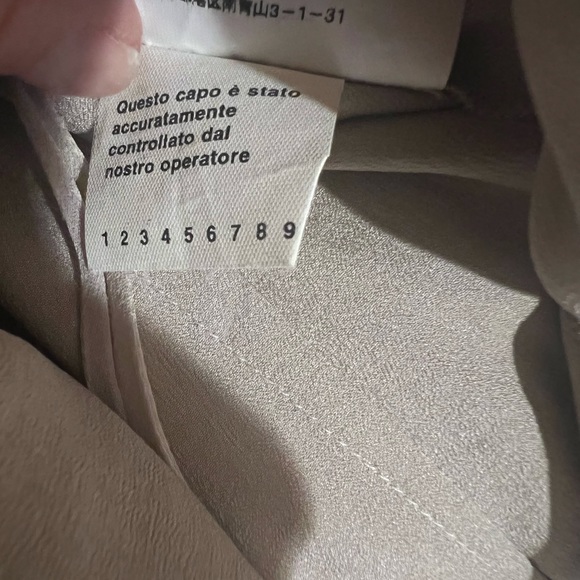 区南青山3-1-31
Questo capo è stato
accuratamente
controllato dal
nostro operatore
1 2 3 4 5 6 7 8 9